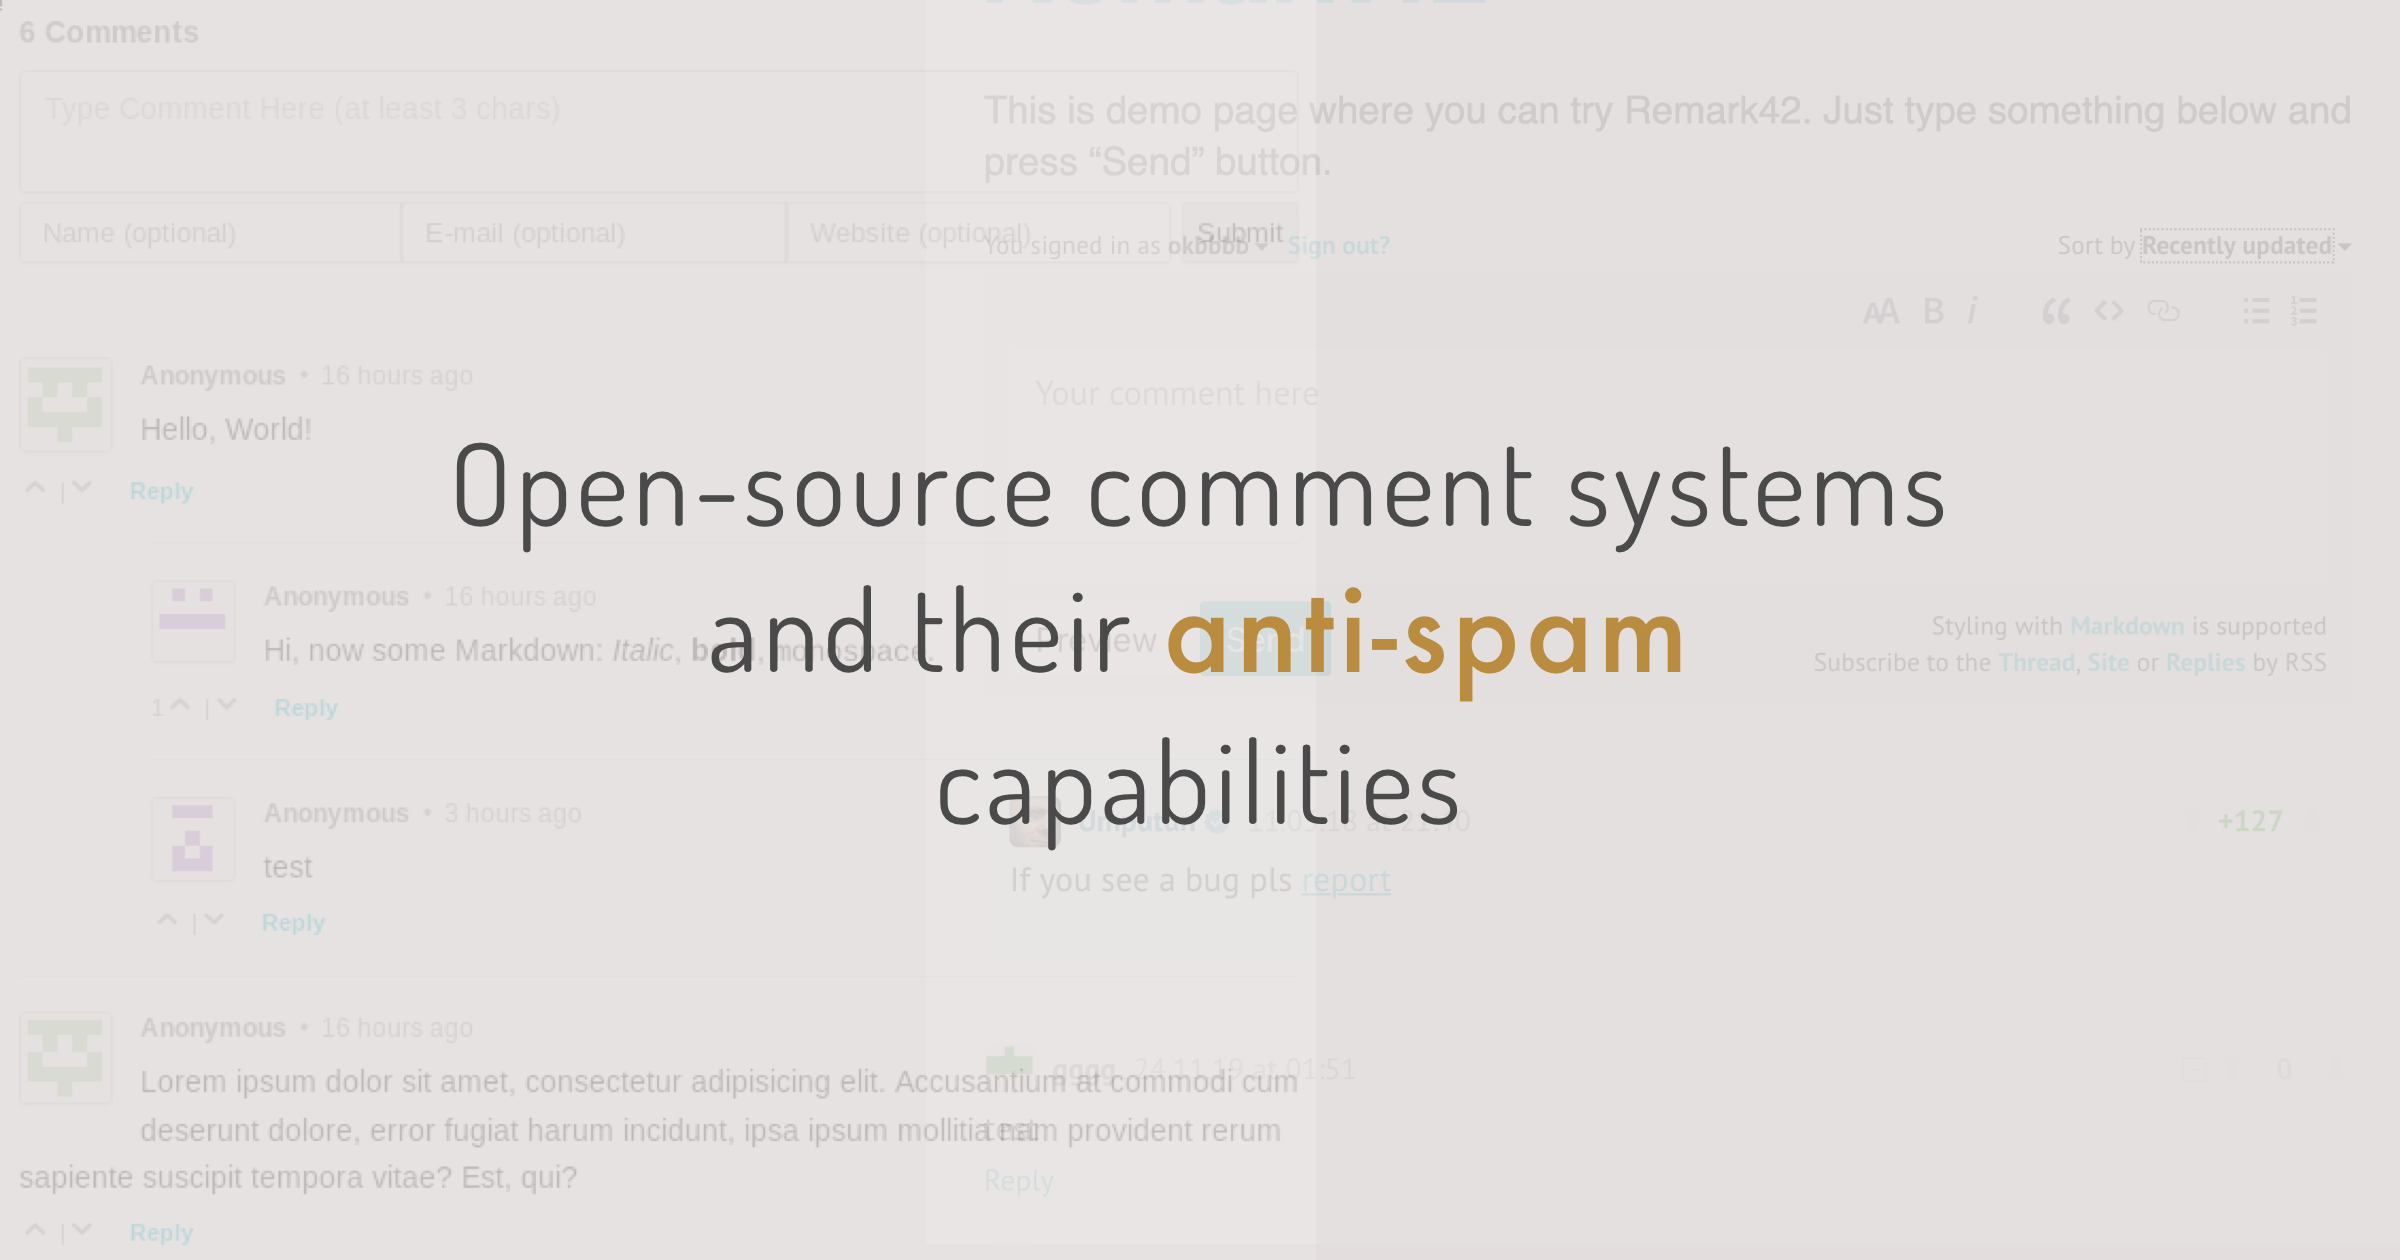 6 Comments
Type Comment Here (at least 3 chars)
Name (optional)
E-mail (optional)
Website (optional)
Submit
Anonymous • 16 hours ago
Hello, World!
Reply
Anonymous • 16 hours ago
Hi, now some Markdown: Italic, bold, monospace.
1
Reply
Anonymous • 3 hours ago
test
Reply
Anonymous • 16 hours ago
Lorem ipsum dolor sit amet, consectetur adipisicing elit. Accusantium at commodi cum
deserunt dolore, error fugiat harum incidunt, ipsa ipsum mollitia nam provident rerum
sapiente suscipit tempora vitae? Est, qui?
Reply
This is demo page where you can try Remark42. Just type something below and
press “Send” button.
You signed in as okbbbb Sign out?
Sort by Recently updated
AA B i
Your comment here
Open-source comment systems
and their anti-spam
capabilities
Preview
Send
Styling with Markdown is supported
Subscribe to the Thread, Site or Replies by RSS
Umputun
+127
If you see a bug pls report
gggg 24.11.19 at 01:51
0
test
Reply